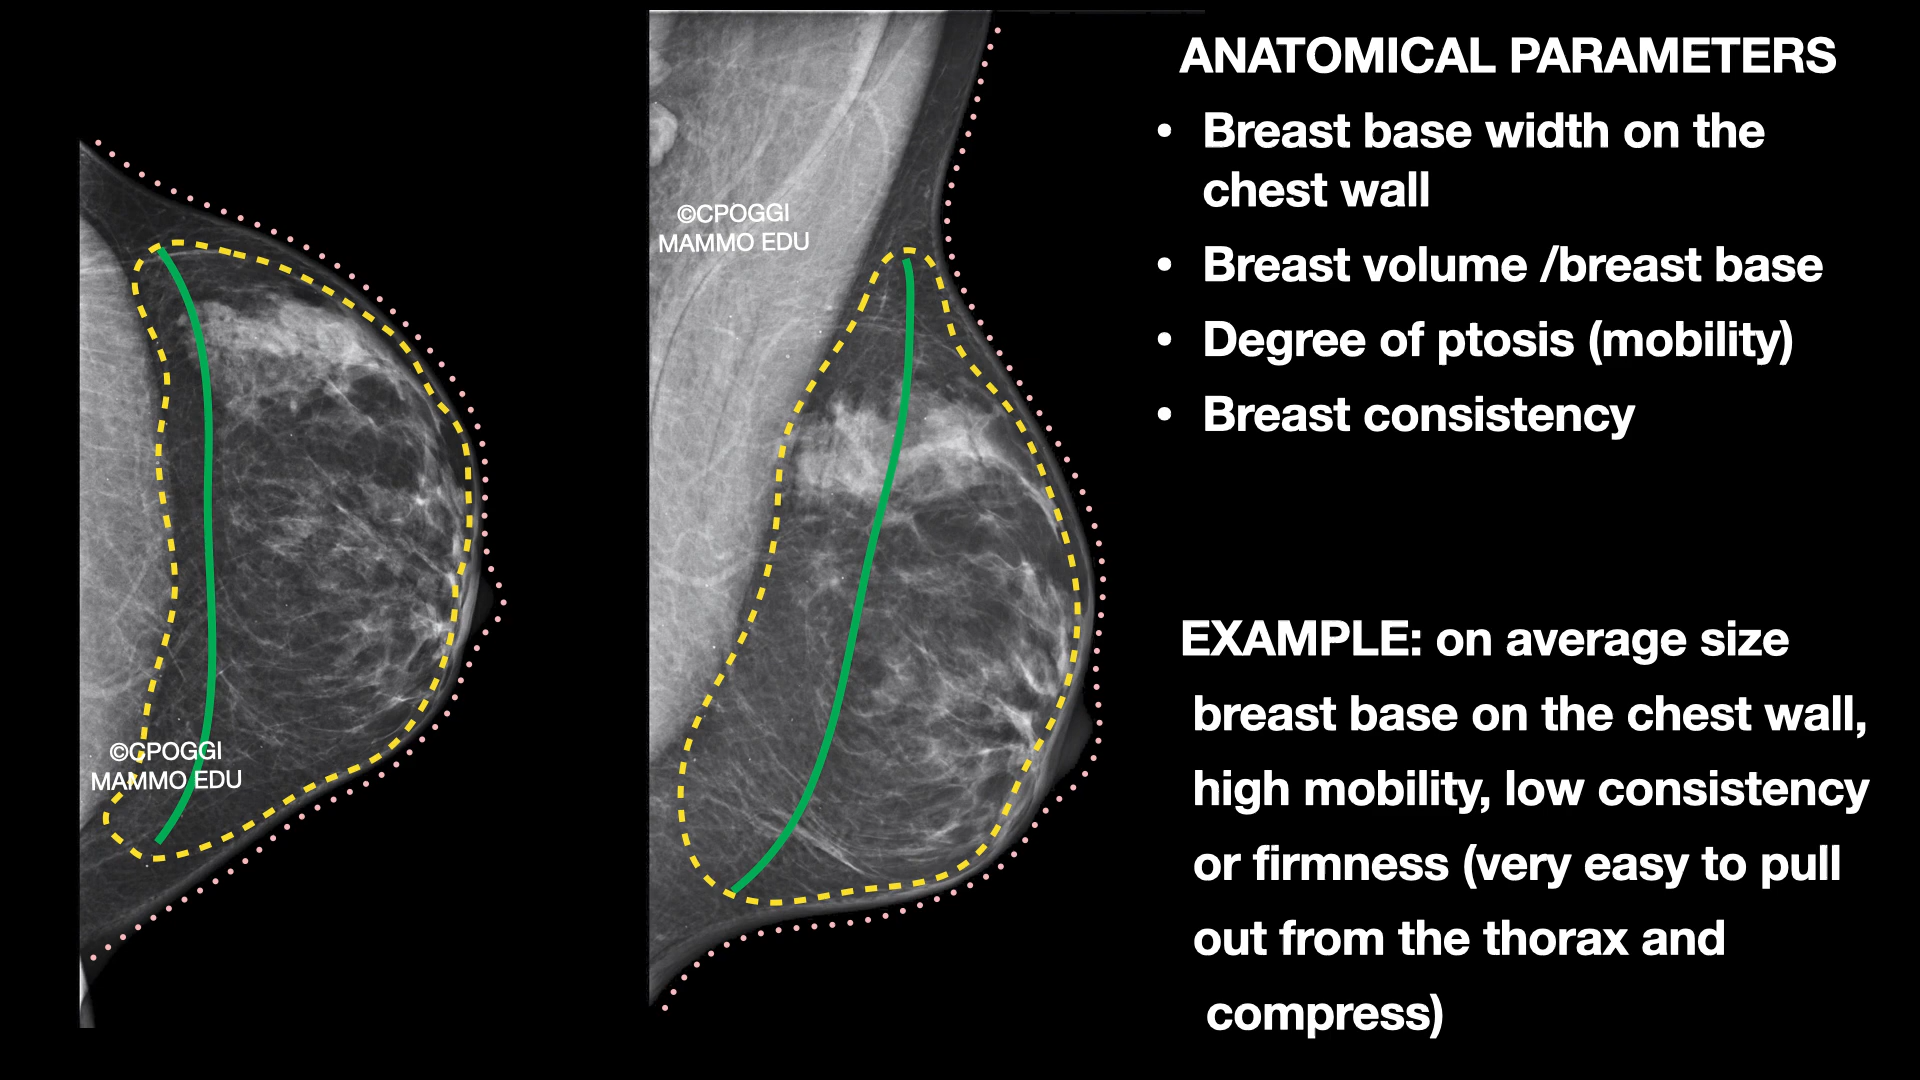 ANATOMICAL PARAMETERS
• Breast base width on the
chest wall
• Breast volume /breast base
• Degree of ptosis (mobility)
• Breast consistency
EXAMPLE: on average size
breast base on the chest wall,
high mobility, low consistency
or firmness (very easy to pull
out from the thorax and
compress)
©CPOGGI
MAMMO EDU
©CPOGGI
MAMMO EDU